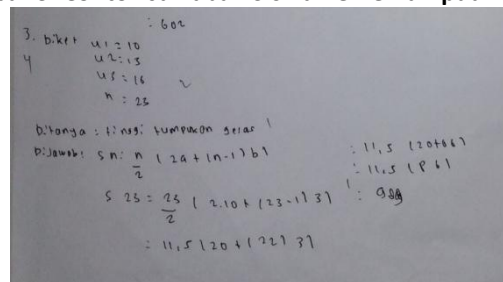 : 602
3. Diket u1 = 10
4 u2 = 13
u3 = 16
n = 23
Ditanya : tinggi tumpukan gelas !
Dijawab : Sn : n/2 (2a + (n-1) b)
S 23 = 23/2 (2.10 + (23-1) 3)
: 11,5 (20 + (22) 3)
: 11,5 (20+66)
: 11,5 (86)
: 989